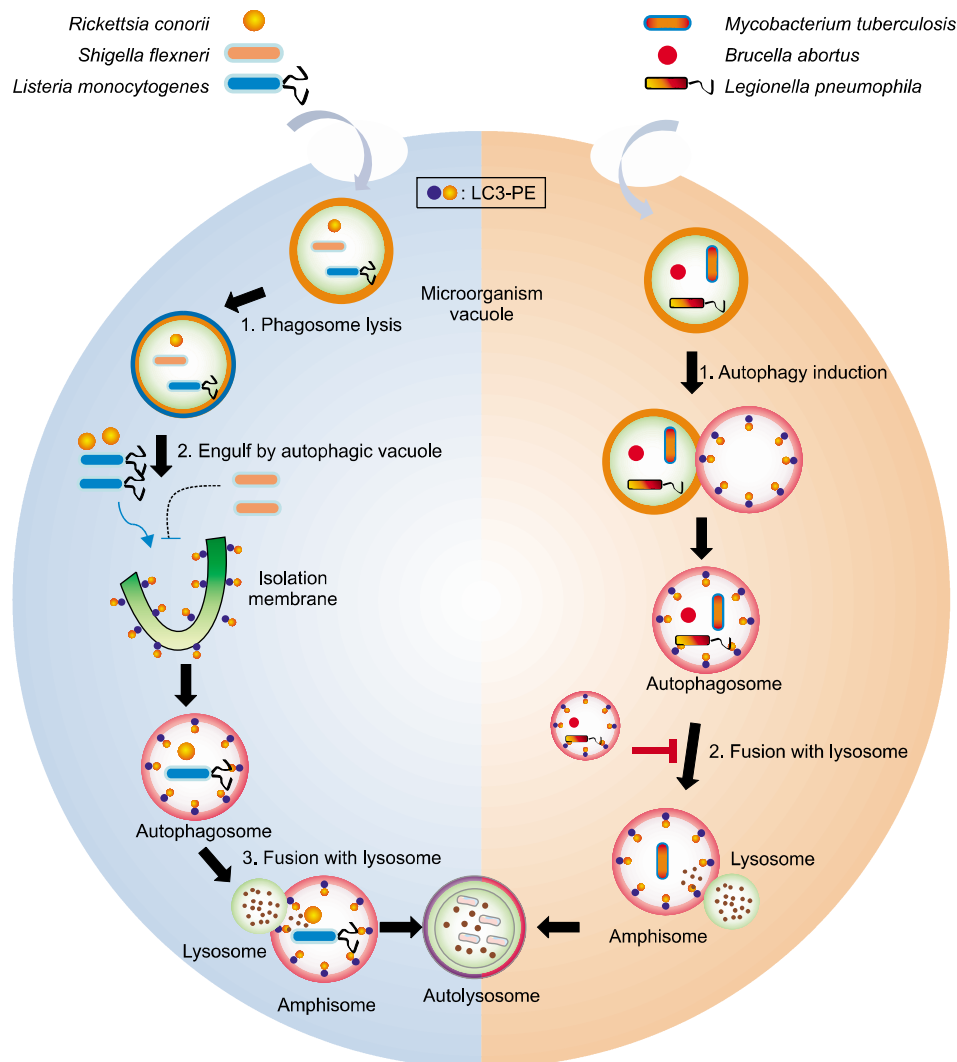 Rickettsia conorii
Shigella flexneri
Listeria monocytogenes
Mycobacterium tuberculosis
Brucella abortus
Legionella pneumophila
: LC3-PE
Microorganism
vacuole
1. Phagosome lysis
2. Engulf by autophagic vacuole
Isolation
membrane
Autophagosome
3. Fusion with lysosome
Lysosome
Amphisome
Autolysosome
1. Autophagy induction
Autophagosome
2. Fusion with lysosome
Lysosome
Amphisome